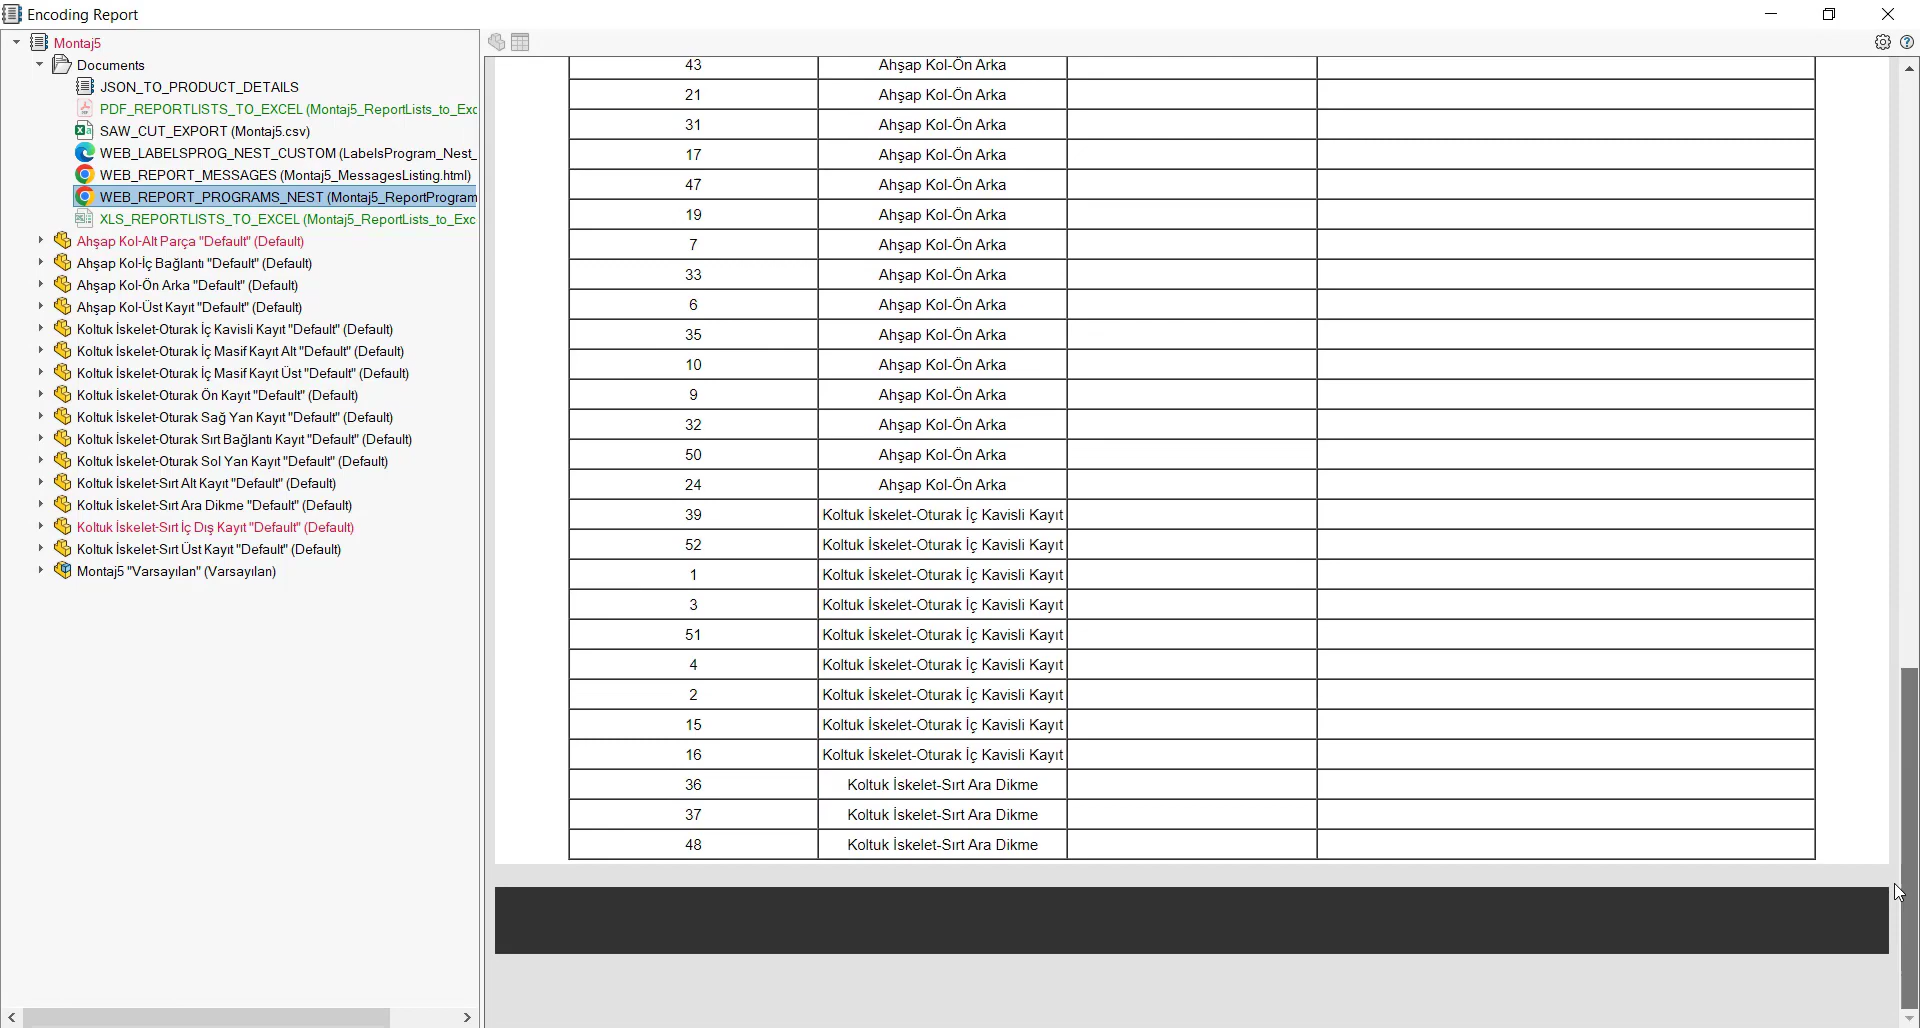 Encoding Report
Montaj5
Documents
JSON_TO_PRODUCT_DETAILS
PDF_REPORTLISTS_TO_EXCEL (Montaj5_ReportLists_to_Exc
SAW_CUT_EXPORT (Montaj5.csv)
WEB_LABELSPROG_NEST_CUSTOM (LabelsProgram_Nest_
WEB_REPORT_MESSAGES (Montaj5_MessagesListing.html)
WEB_REPORT_PROGRAMS_NEST (Montaj5_ReportProgram
XLS_REPORTLISTS_TO_EXCEL (Montaj5_ReportLists_to_Exc
Ahşap Kol-Alt Parça "Default" (Default)
Ahşap Kol-İç Bağlantı "Default" (Default)
Ahşap Kol-Ön Arka "Default" (Default)
Ahşap Kol-Üst Kayıt "Default" (Default)
Koltuk İskelet-Oturak İç Kavisli Kayıt "Default" (Default)
Koltuk İskelet-Oturak İç Masif Kayıt Alt "Default" (Default)
Koltuk İskelet-Oturak İç Masif Kayıt Üst "Default" (Default)
Koltuk İskelet-Oturak Ön Kayıt "Default" (Default)
Koltuk İskelet-Oturak Sağ Yan Kayıt "Default" (Default)
Koltuk İskelet-Oturak Sırt Bağlantı Kayıt "Default" (Default)
Koltuk İskelet-Oturak Sol Yan Kayıt "Default" (Default)
Koltuk İskelet-Sırt Alt Kayıt "Default" (Default)
Koltuk İskelet-Sırt Ara Dikme "Default" (Default)
Koltuk İskelet-Sırt İç Dış Kayıt "Default" (Default)
Koltuk İskelet-Sırt Üst Kayıt "Default" (Default)
Montaj5 "Varsayılan" (Varsayılan)
43 Ahşap Kol-Ön Arka
21 Ahşap Kol-Ön Arka
31 Ahşap Kol-Ön Arka
17 Ahşap Kol-Ön Arka
47 Ahşap Kol-Ön Arka
19 Ahşap Kol-Ön Arka
7 Ahşap Kol-Ön Arka
33 Ahşap Kol-Ön Arka
6 Ahşap Kol-Ön Arka
35 Ahşap Kol-Ön Arka
10 Ahşap Kol-Ön Arka
9 Ahşap Kol-Ön Arka
32 Ahşap Kol-Ön Arka
50 Ahşap Kol-Ön Arka
24 Ahşap Kol-Ön Arka
39 Koltuk İskelet-Oturak İç Kavisli Kayıt
52 Koltuk İskelet-Oturak İç Kavisli Kayıt
1 Koltuk İskelet-Oturak İç Kavisli Kayıt
3 Koltuk İskelet-Oturak İç Kavisli Kayıt
51 Koltuk İskelet-Oturak İç Kavisli Kayıt
4 Koltuk İskelet-Oturak İç Kavisli Kayıt
2 Koltuk İskelet-Oturak İç Kavisli Kayıt
15 Koltuk İskelet-Oturak İç Kavisli Kayıt
16 Koltuk İskelet-Oturak İç Kavisli Kayıt
36 Koltuk İskelet-Sırt Ara Dikme
37 Koltuk İskelet-Sırt Ara Dikme
48 Koltuk İskelet-Sırt Ara Dikme